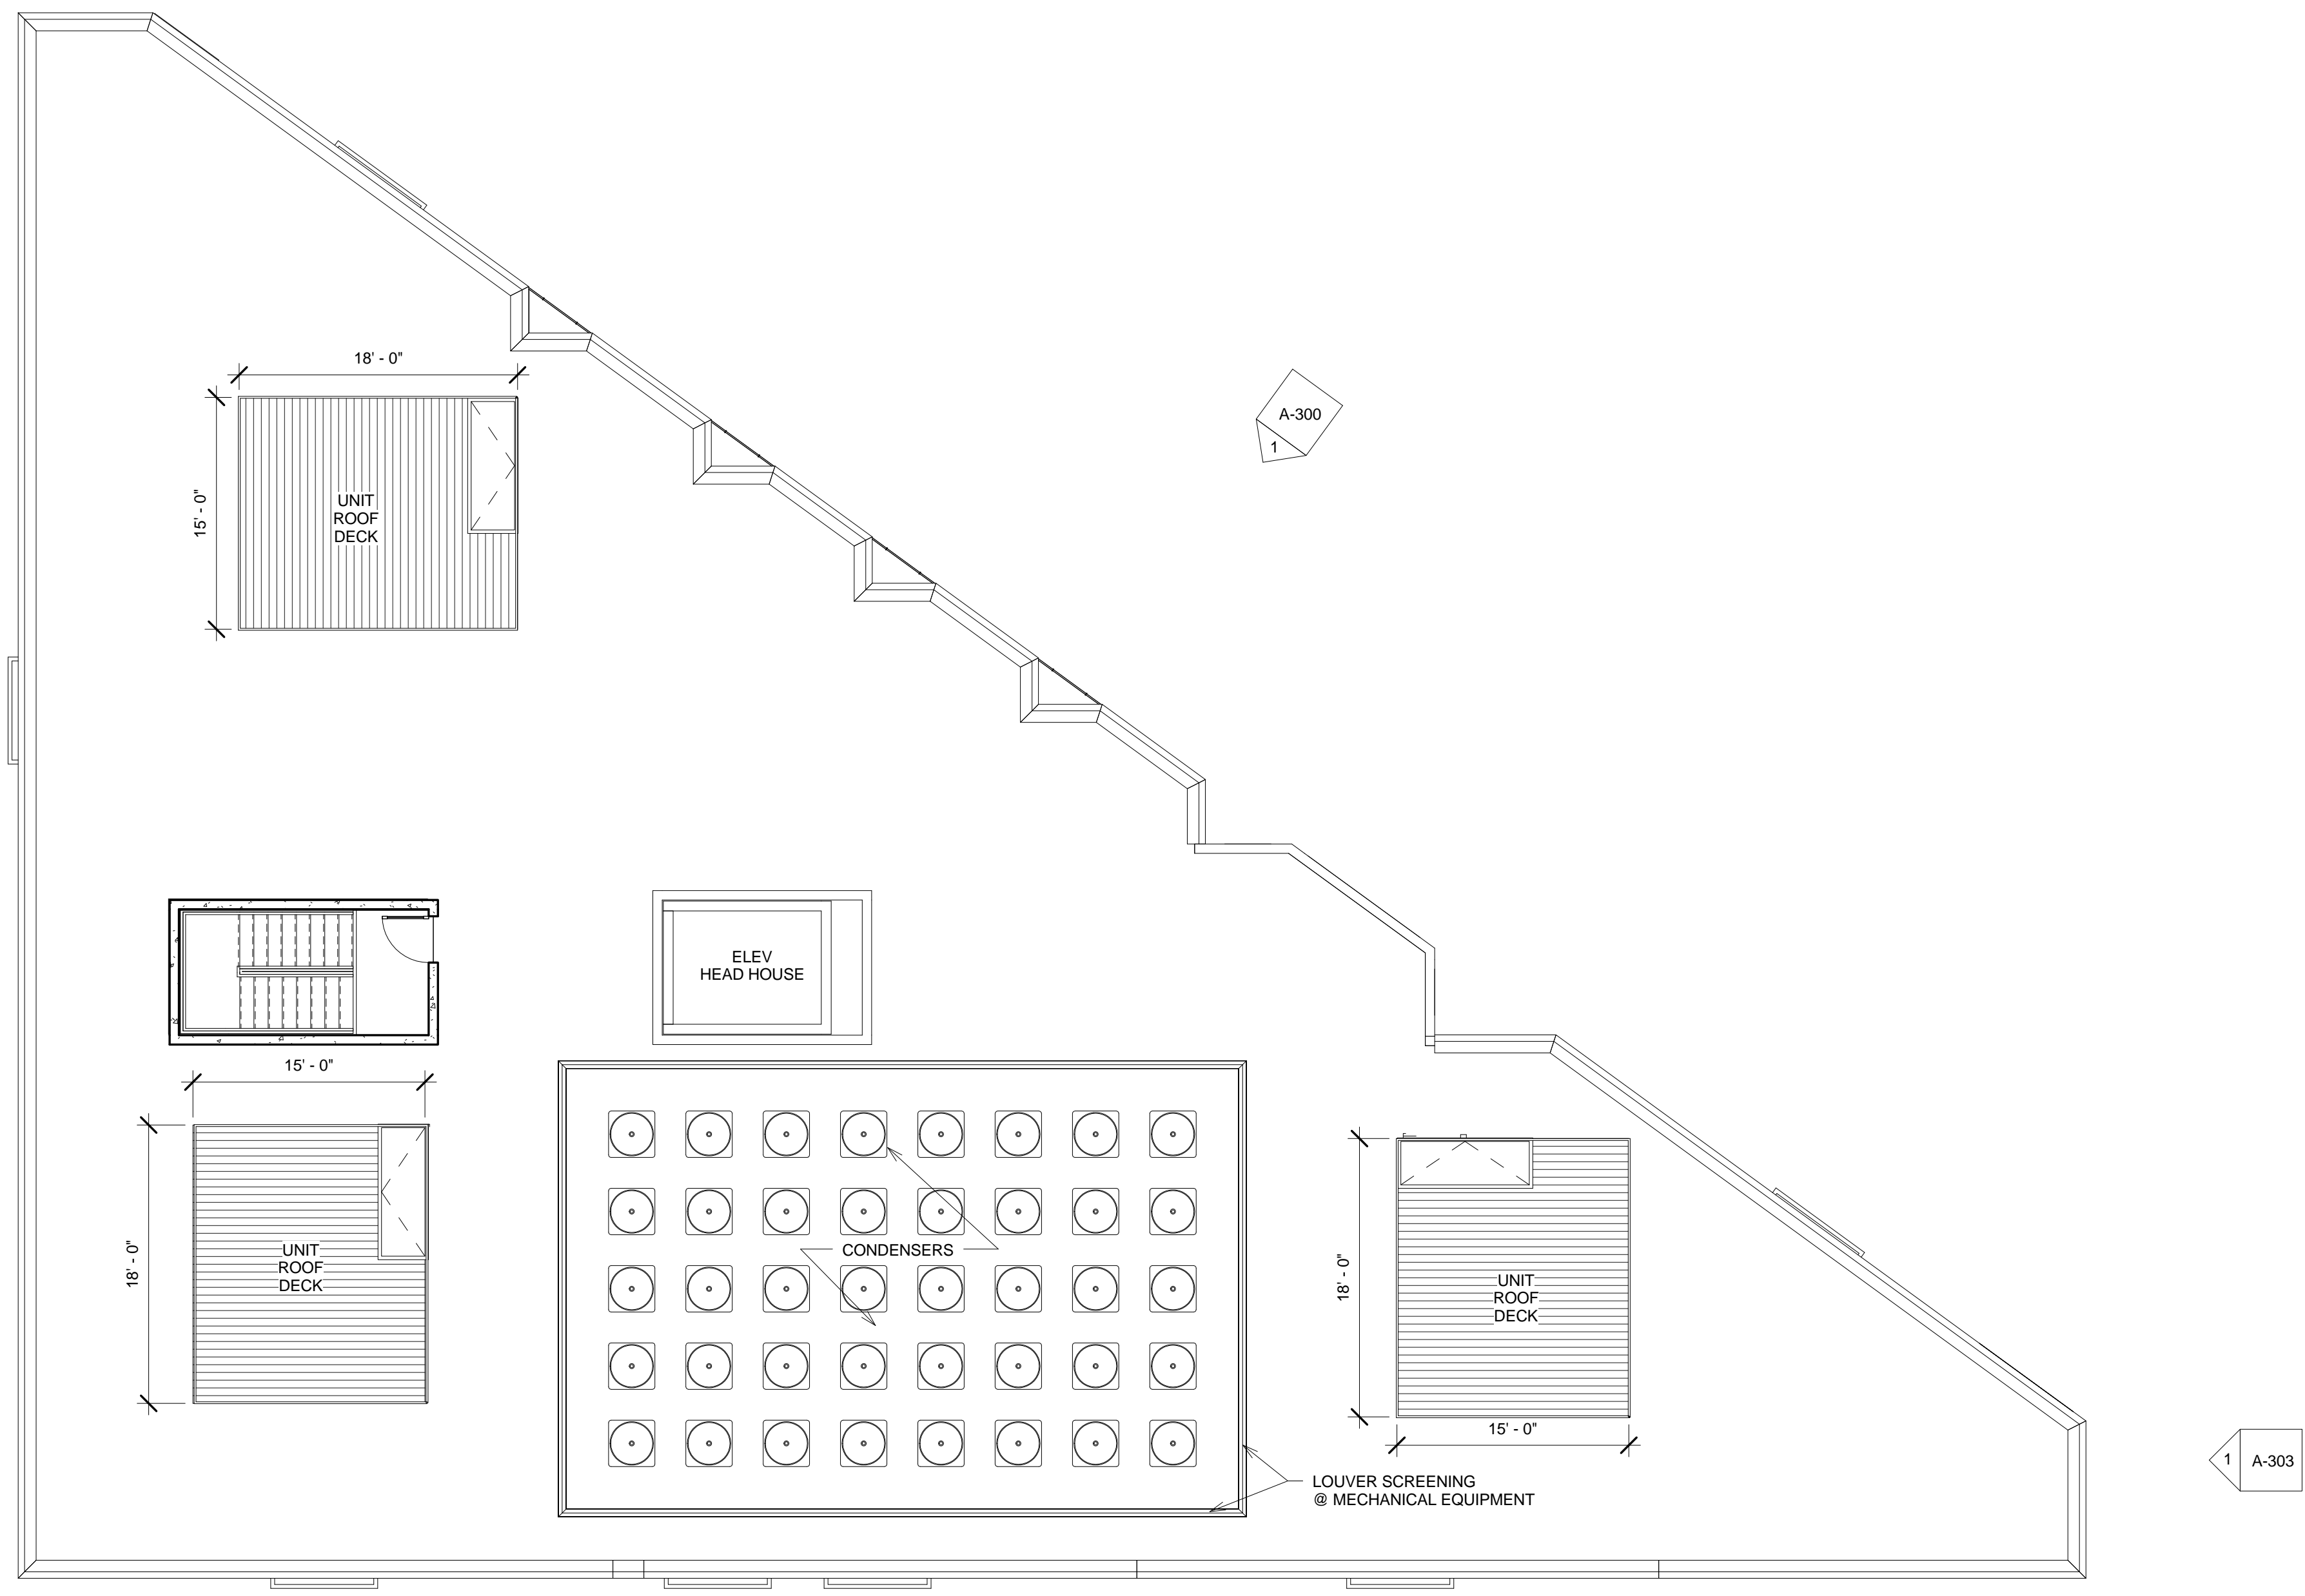 18' - 0"
A-300
1
15' - 0"
UNIT
ROOF
DECK
ELEV
HEAD HOUSE
15' - 0"
18' - 0"
UNIT
ROOF
DECK
CONDENSERS
18' - 0"
UNIT
ROOF
DECK
15' - 0"
LOUVER SCREENING
@ MECHANICAL EQUIPMENT
1
A-303